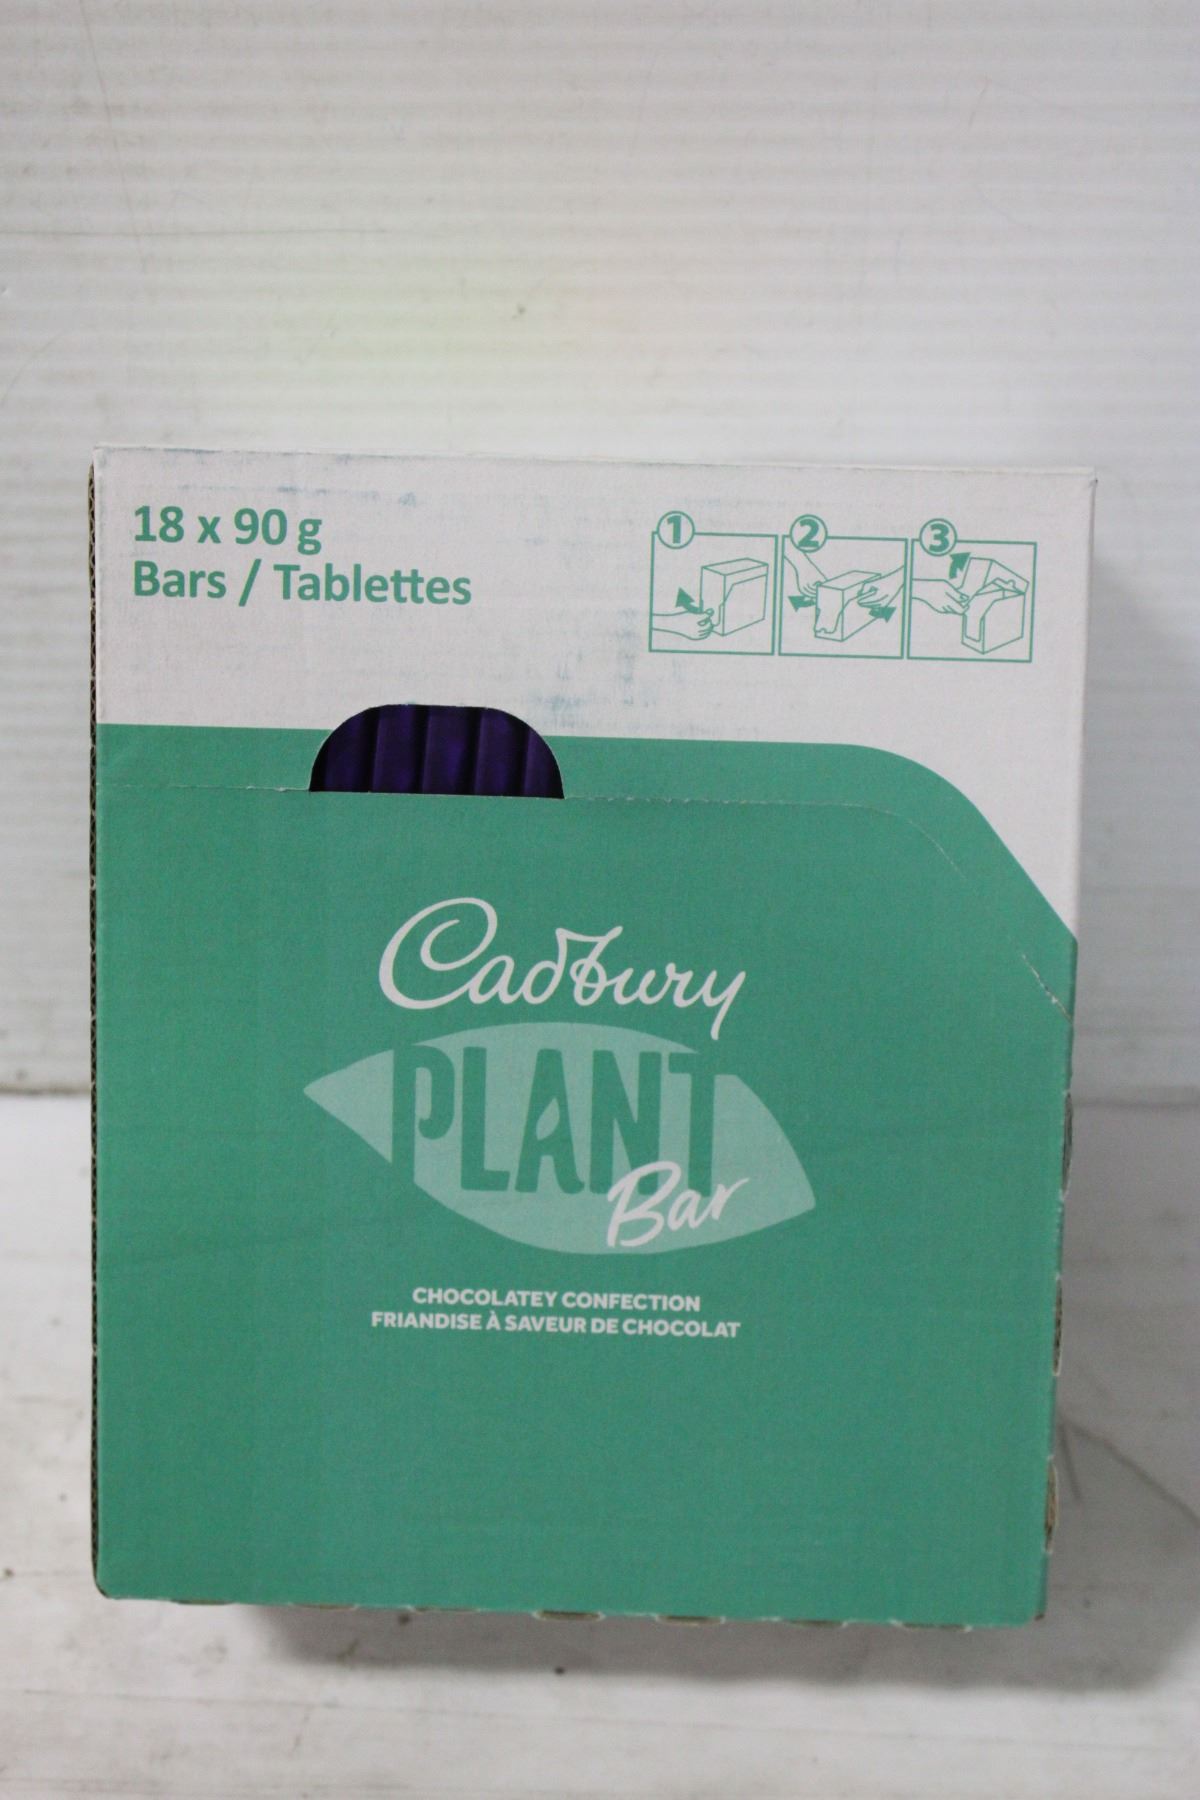 18 x 90 g
Bars / Tablettes
1 2 3
Cadbury
PLANT
Bar
CHOCOLATEY CONFECTION
FRIANDISE À SAVEUR DE CHOCOLAT